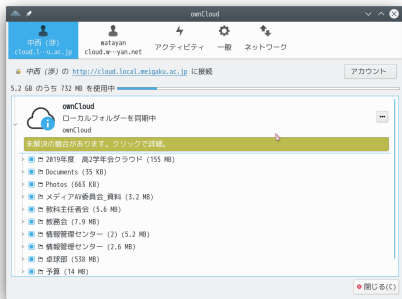 ownCloud
中西 (渉)
cloud.l…u.ac.jp
matayan
cloud.w…yan.net
アクティビティ
一般
ネットワーク
中西 (渉) の http://cloud.local.meigaku.ac.jp に接続
アカウント
5.2 GB のうち 732 MB を使用中
ownCloud
ローカルフォルダーを同期中
ownCloud
未解決の競合があります。クリックで詳細。
2019年度 高2学年会クラウド (155 MB)
Documents (35 KB)
Photos (663 KB)
メディアAV委員会_資料 (3.2 MB)
教科主任者会 (5.6 MB)
教務会 (7.9 MB)
情報管理センター (2) (5.2 MB)
情報管理センター (2.6 MB)
卓球部 (530 MB)
予算 (14 MB)
閉じる(C)